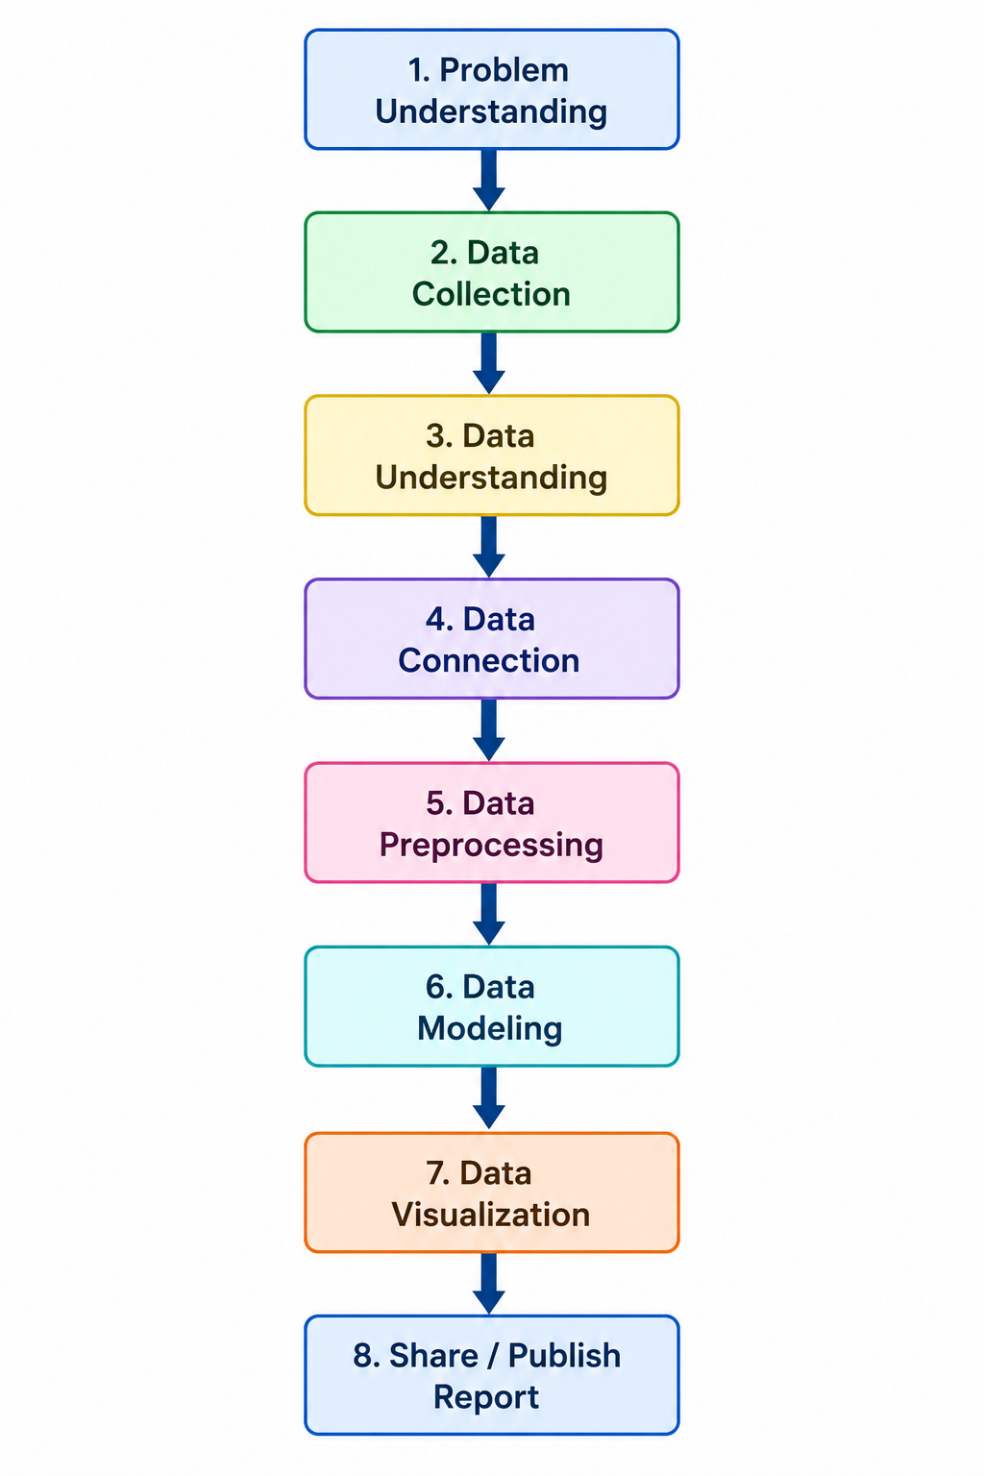 1. Problem
Understanding
2. Data
Collection
3. Data
Understanding
4. Data
Connection
5. Data
Preprocessing
6. Data
Modeling
7. Data
Visualization
8. Share / Publish
Report